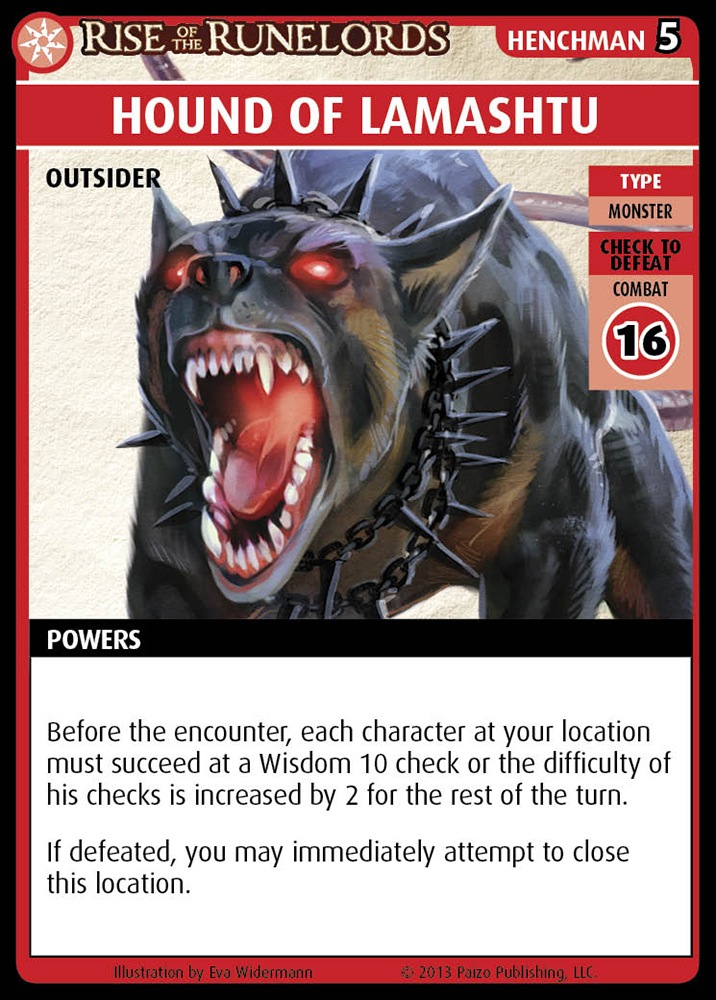 RISE OF THE RUNELORDS
HENCHMAN 5
HOUND OF LAMASHTU
OUTSIDER
TYPE
MONSTER
CHECK TO
DEFEAT
COMBAT
16
POWERS
Before the encounter, each character at your location
must succeed at a Wisdom 10 check or the difficulty of
his checks is increased by 2 for the rest of the turn.
If defeated, you may immediately attempt to close
this location.
Illustration by Eva Widermann
© 2013 Paizo Publishing, LLC.